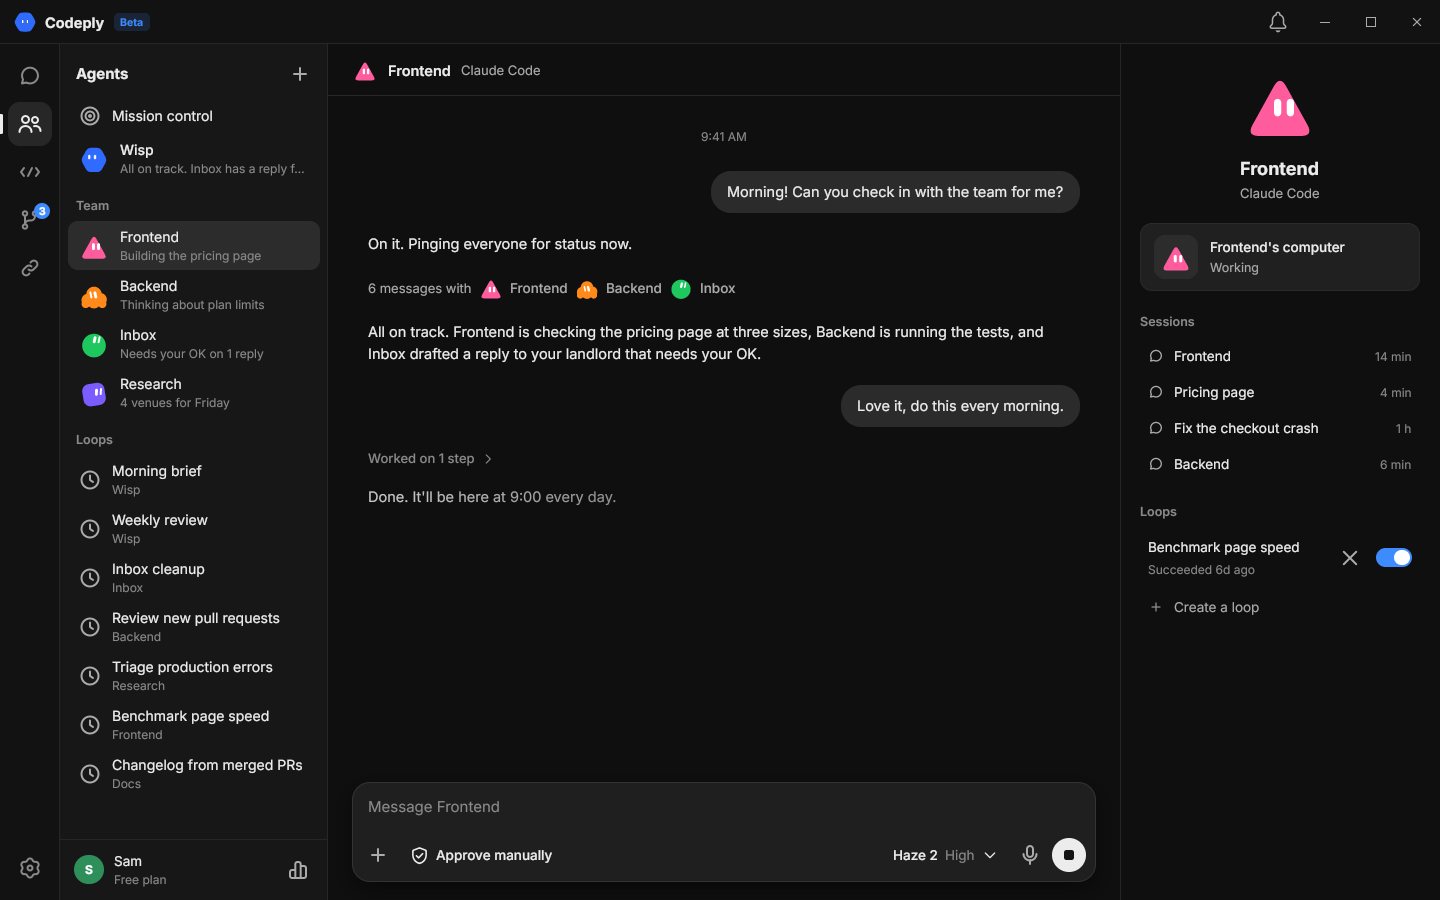 Codeply Beta
Agents
Mission control
Wisp
All on track. Inbox has a reply f...
Team
Frontend
Building the pricing page
Backend
Thinking about plan limits
Inbox
Needs your OK on 1 reply
Research
4 venues for Friday
Loops
Morning brief
Wisp
Weekly review
Wisp
Inbox cleanup
Inbox
Review new pull requests
Backend
Triage production errors
Research
Benchmark page speed
Frontend
Changelog from merged PRs
Docs
S
Sam
Free plan
3
Frontend Claude Code
9:41 AM
Morning! Can you check in with the team for me?
On it. Pinging everyone for status now.
6 messages with Frontend Backend Inbox
All on track. Frontend is checking the pricing page at three sizes, Backend is running the tests, and
Inbox drafted a reply to your landlord that needs your OK.
Love it, do this every morning.
Worked on 1 step
Done. It'll be here at 9:00 every day.
Message Frontend
Approve manually
Haze 2 High
Frontend
Claude Code
Frontend's computer
Working
Sessions
Frontend 14 min
Pricing page 4 min
Fix the checkout crash 1 h
Backend 6 min
Loops
Benchmark page speed
Succeeded 6d ago
Create a loop